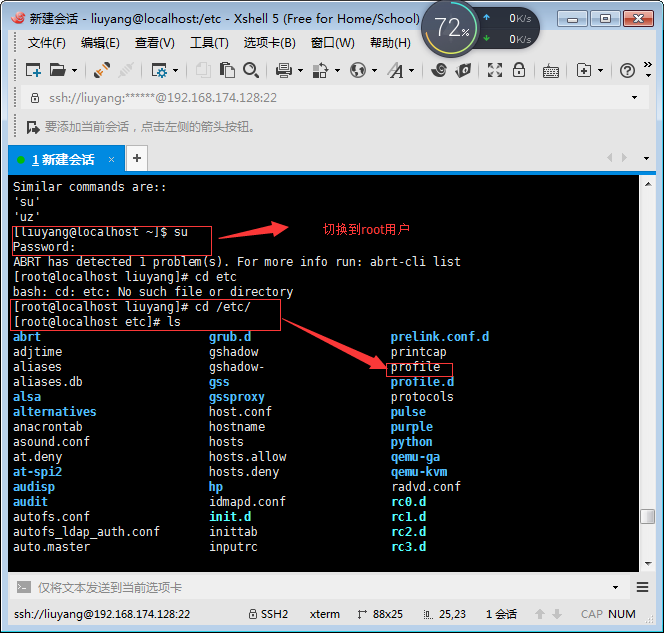 新建会话 - liuyang@localhost:/etc - Xshell 5 (Free for Home/School)
72%
0K/s
0K/s
文件(F) 编辑(E) 查看(V) 工具(T) 选项卡(B) 窗口(W) 帮助(H)
ssh://liuyang:******@192.168.174.128:22
要添加当前会话，点击左侧的箭头按钮。
1 新建会话 × +
Similar commands are::
'su'
'uz'
[liuyang@localhost ~]$ su
切换到root用户
Password:
ABRT has detected 1 problem(s). For more info run: abrt-cli list
[root@localhost liuyang]# cd etc
bash: cd: etc: No such file or directory
[root@localhost liuyang]# cd /etc/
[root@localhost etc]# ls
abrt grub.d prelink.conf.d
adjtime gshadow printcap
aliases gshadow- profile
aliases.db gss profile.d
alsa gssproxy protocols
alternatives host.conf pulse
anacrontab hostname purple
asound.conf hosts python
at.deny hosts.allow qemu-ga
at-spi2 hosts.deny qemu-kvm
audisp hp radvd.conf
audit idmapd.conf rc0.d
autofs.conf init.d rc1.d
autofs_ldap_auth.conf inittab rc2.d
auto.master inputrc rc3.d
仅将文本发送到当前选项卡
ssh://liuyang@192.168.174.128:22 SSH2 xterm 88x25 25,23 1 会话 CAP NUM